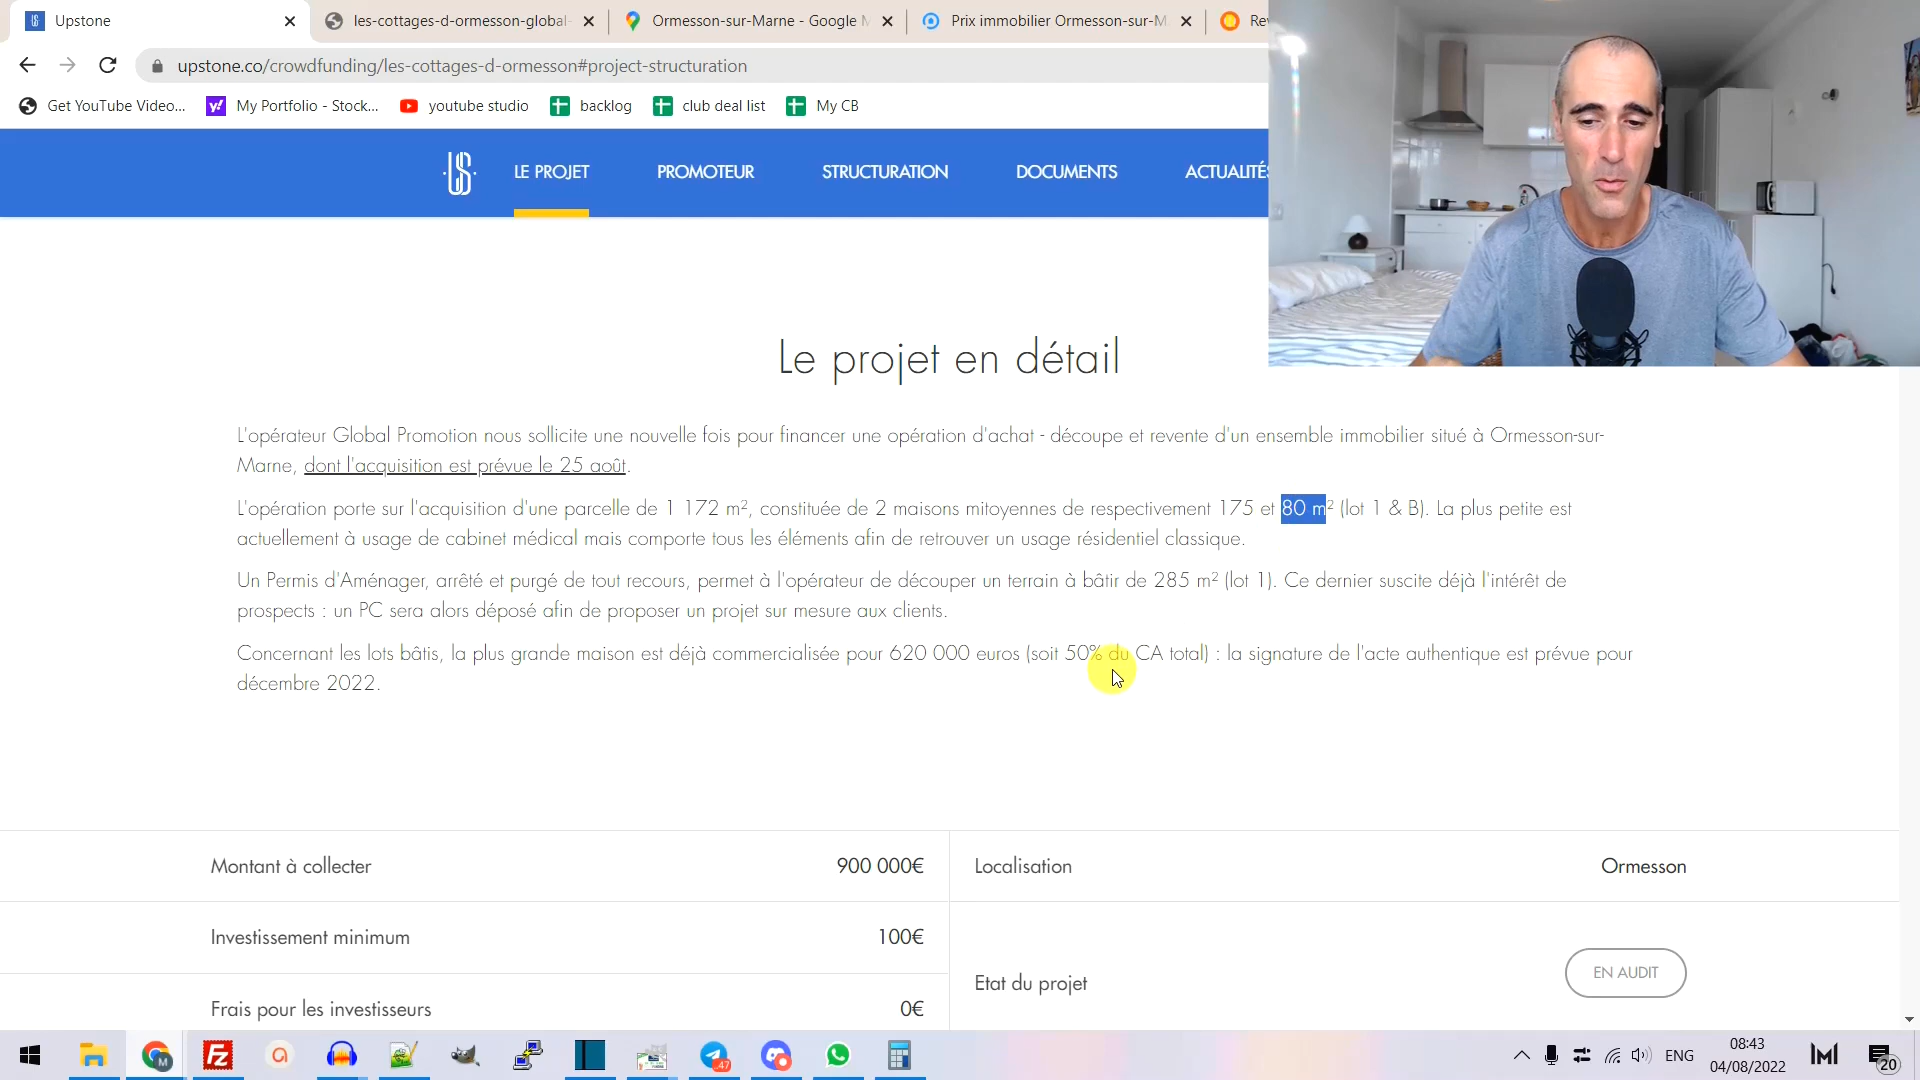 Upstone
les-cottages-d-ormesson-global-
Ormesson-sur-Marne - Google M
Prix immobilier Ormesson-sur-M
upstone.co/crowdfunding/les-cottages-d-ormesson#project-structuration
Get YouTube Video...
My Portfolio - Stock...
youtube studio
backlog
club deal list
My CB
LE PROJET
PROMOTEUR
STRUCTURATION
DOCUMENTS
ACTUALITÉS
Le projet en détail
L'opérateur Global Promotion nous sollicite une nouvelle fois pour financer une opération d'achat - découpe et revente d'un ensemble immobilier situé à Ormesson-sur-
Marne, dont l'acquisition est prévue le 25 août.
L'opération porte sur l'acquisition d'une parcelle de 1 172 m², constituée de 2 maisons mitoyennes de respectivement 175 et 80 m² (lot 1 & B). La plus petite est
actuellement à usage de cabinet médical mais comporte tous les éléments afin de retrouver un usage résidentiel classique.
Un Permis d'Aménager, arrêté et purgé de tout recours, permet à l'opérateur de découper un terrain à bâtir de 285 m² (lot 1). Ce dernier suscite déjà l'intérêt de
prospects : un PC sera alors déposé afin de proposer un projet sur mesure aux clients.
Concernant les lots bâtis, la plus grande maison est déjà commercialisée pour 620 000 euros (soit 50% du CA total) : la signature de l'acte authentique est prévue pour
décembre 2022.
Montant à collecter
900 000€
Localisation
Ormesson
Investissement minimum
100€
Etat du projet
EN AUDIT
Frais pour les investisseurs
0€
ENG
08:43
04/08/2022
20